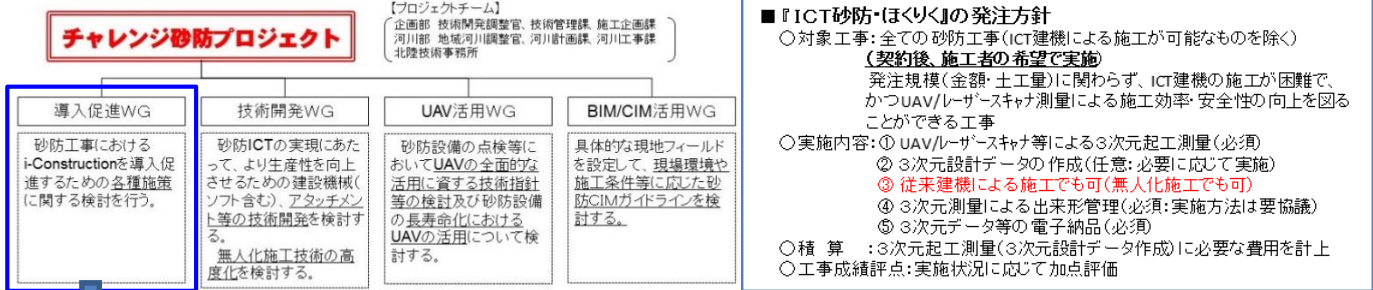 【プロジェクトチーム】
企画部 技術開発調整官、技術管理課、施工企画課
河川部 地域河川調整官、河川計画課、河川工事課
北陸技術事務所
チャレンジ砂防プロジェクト
導入促進WG
砂防工事における
i-Constructionを導入促
進するための各種施策
に関する検討を行う。
技術開発WG
砂防ICTの実現にあた
って、より生産性を向上
させるための建設機械(
ソフト含む)、アタッチメン
ト等の技術開発を検討す
る。
無人化施工技術の高
度化を検討する。
UAV活用WG
砂防設備の点検等に
おいてUAVの全面的な
活用に資する技術指針
等の検討及び砂防設備
の長寿命化における
UAVの活用について検
討する。
BIM/CIM活用WG
具体的な現地フィールド
を設定して、現場環境や
施工条件等に応じた砂
防CIMガイドラインを検
討する。
■『ICT砂防・ほくりく』の発注方針
○対象工事:全ての砂防工事(ICT建機による施工が可能なものを除く)
(契約後、施工者の希望で実施)
発注規模(金額・土工量)に関わらず、ICT建機の施工が困難で、
かつUAV/レーザースキャナ測量による施工効率・安全性の向上を図る
ことができる工事
○実施内容:① UAV/レーザースキャナ等による3次元起工測量(必須)
② 3次元設計データの作成(任意:必要に応じて実施)
③ 従来建機による施工でも可(無人化施工でも可)
④ 3次元測量による出来形管理(必須:実施方法は要協議)
⑤ 3次元データ等の電子納品(必須)
○積 算 :3次元起工測量(3次元設計データ作成)に必要な費用を計上
○工事成績評点:実施状況に応じて加点評価